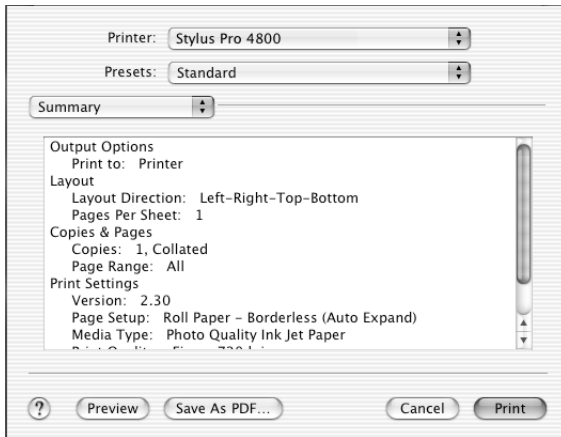 Printer: Stylus Pro 4800
Presets: Standard
Summary
Output Options
Print to: Printer
Layout
Layout Direction: Left-Right-Top-Bottom
Pages Per Sheet: 1
Copies & Pages
Copies: 1, Collated
Page Range: All
Print Settings
Version: 2.30
Page Setup: Roll Paper - Borderless (Auto Expand)
Media Type: Photo Quality Ink Jet Paper
? Preview Save As PDF... Cancel Print